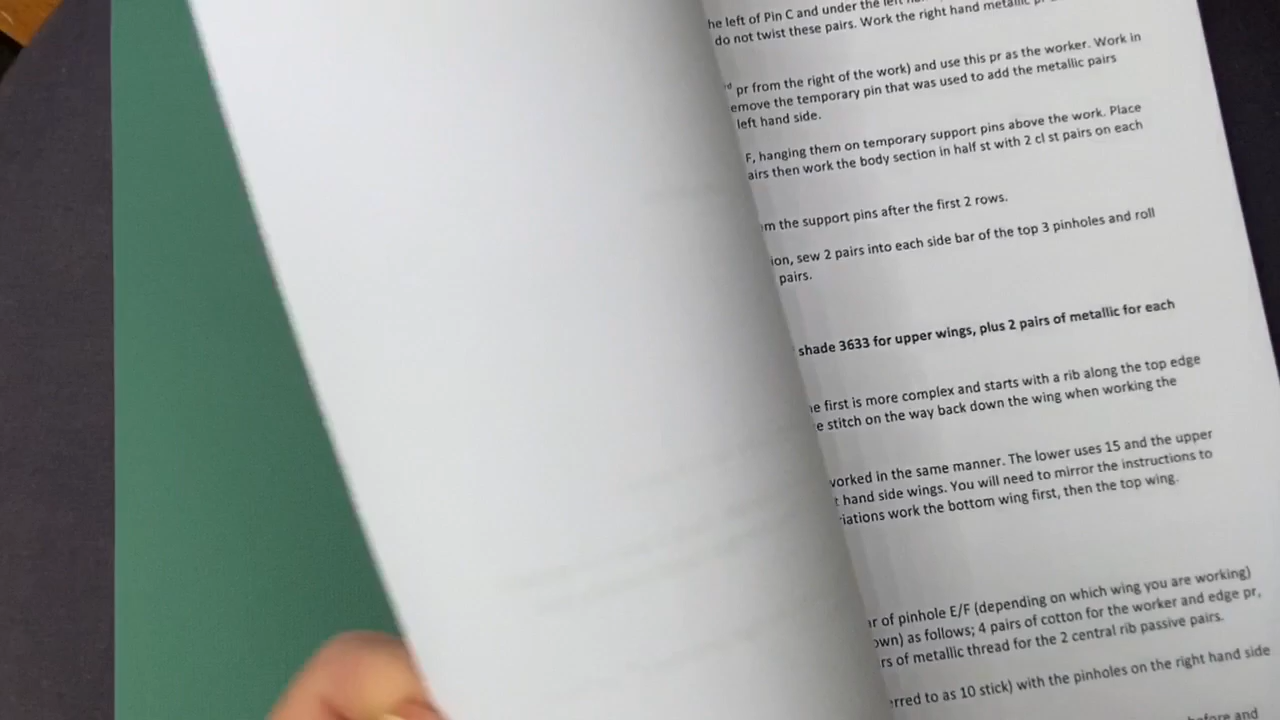 he left of Pin C and under the left
do not twist these pairs. Work the right hand metallic
pr from the right of the work) and use this pr as the worker. Work in
emove the temporary pin that was used to add the metallic pairs
left hand side.
F, hanging them on temporary support pins above the work. Place
airs then work the body section in half st with 2 cl st pairs on each
m the support pins after the first 2 rows.
ion, sew 2 pairs into each side bar of the top 3 pinholes and roll
pairs.
shade 3633 for upper wings, plus 2 pairs of metallic for each
e first is more complex and starts with a rib along the top edge
e stitch on the way back down the wing when working the
worked in the same manner. The lower uses 15 and the upper
t hand side wings. You will need to mirror the instructions to
iations work the bottom wing first, then the top wing.
ar of pinhole E/F (depending on which wing you are working)
own) as follows; 4 pairs of cotton for the worker and edge pr,
rs of metallic thread for the 2 central rib passive pairs.
rred to as 10 stick) with the pinholes on the right hand side
before and